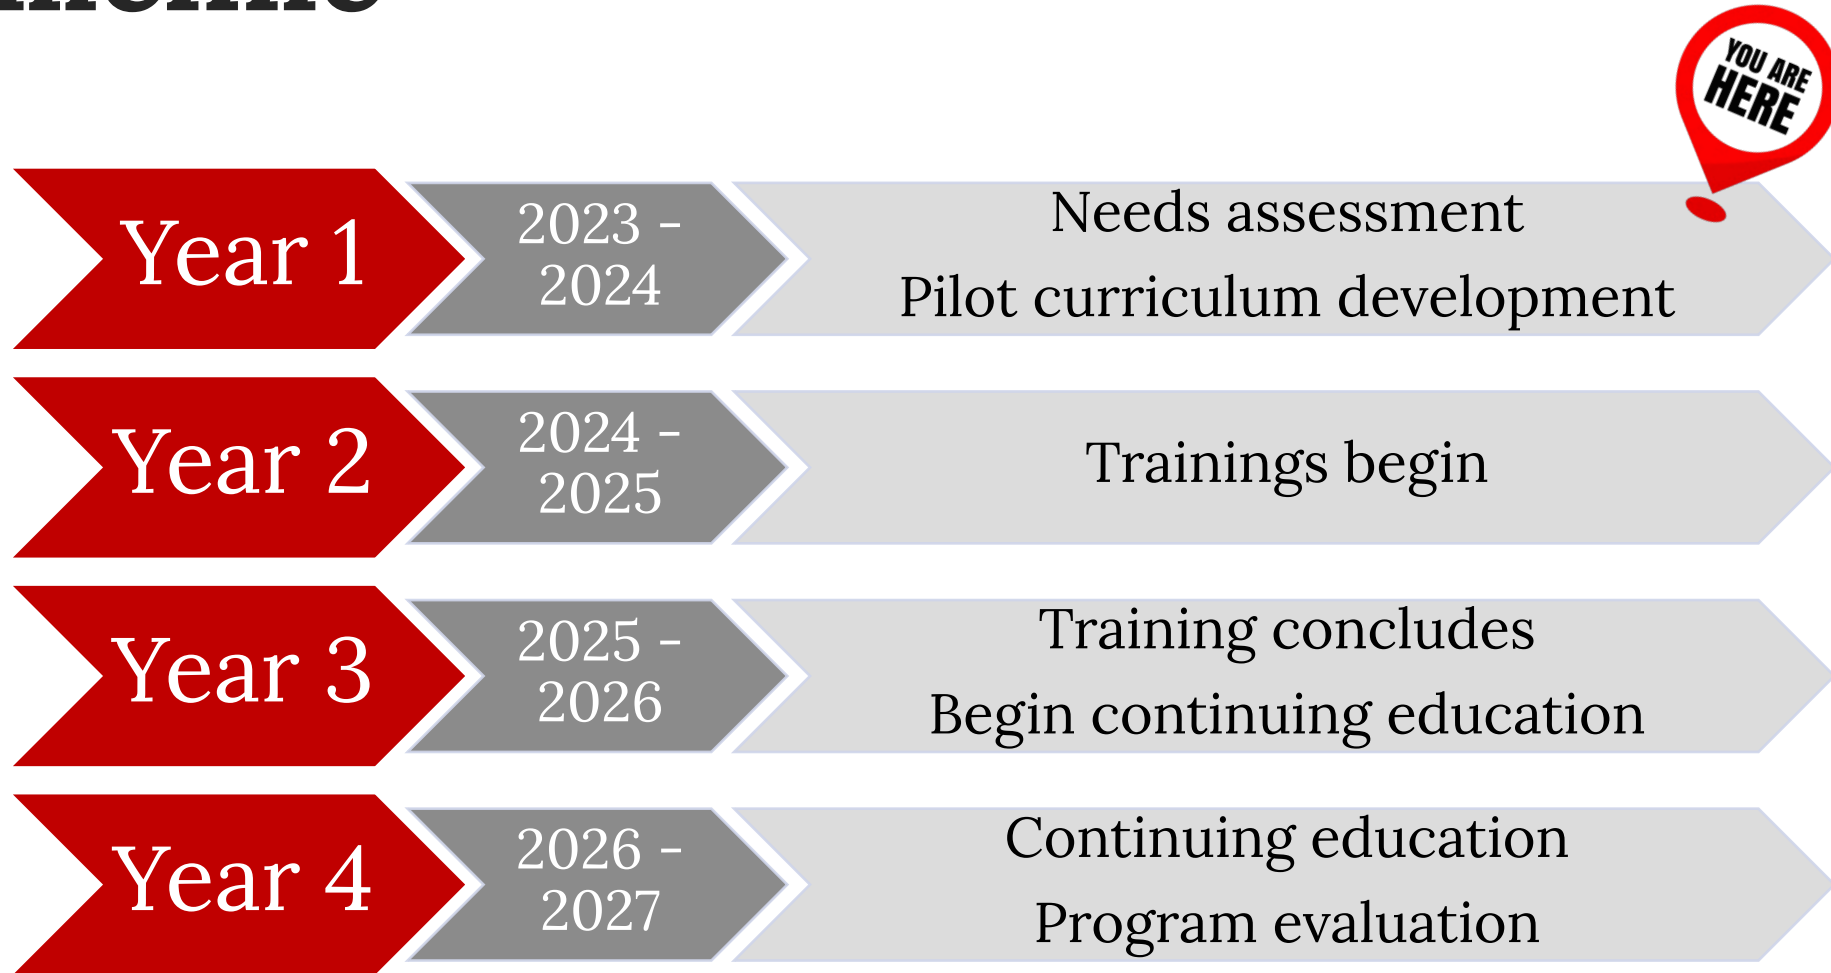 YOU ARE
HERE
Year 1
2023 -
2024
Needs assessment
Pilot curriculum development
Year 2
2024 -
2025
Trainings begin
Year 3
2025 -
2026
Training concludes
Begin continuing education
Year 4
2026 -
2027
Continuing education
Program evaluation